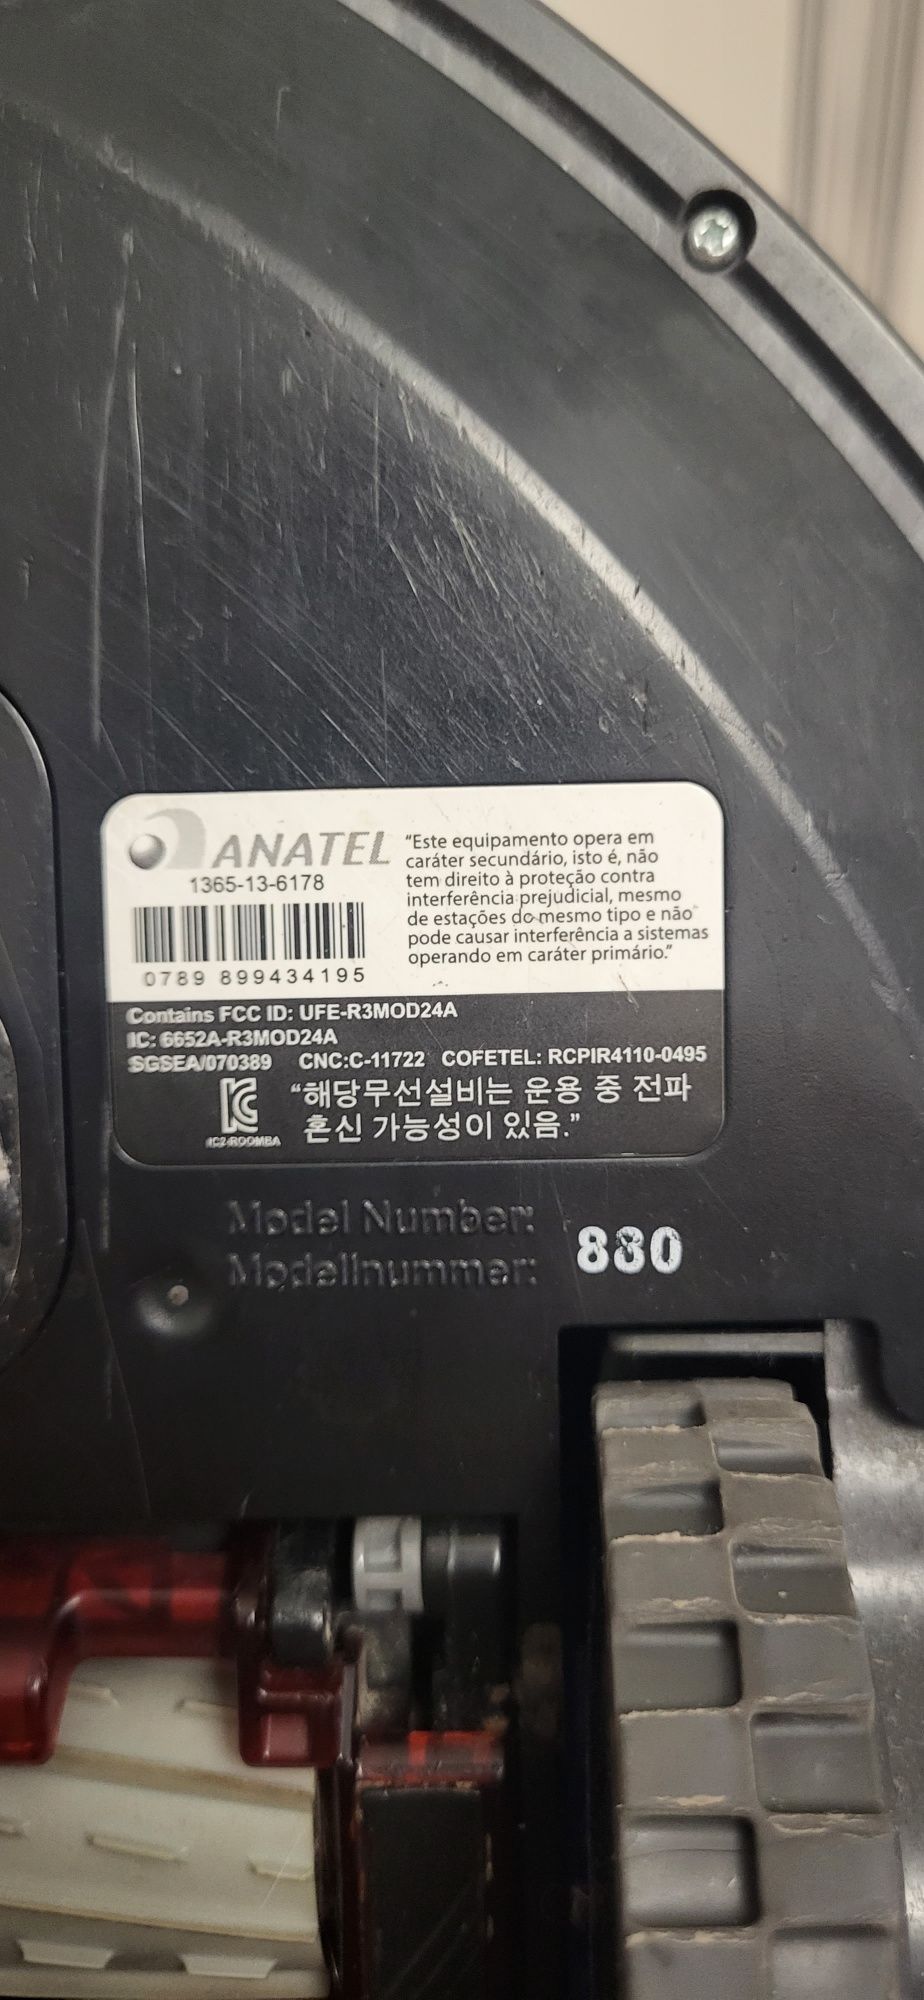 ANATEL
1365-13-6178
0789 899434195
“Este equipamento opera em
caráter secundário, isto é, não
tem direito à proteção contra
interferência prejudicial, mesmo
de estações do mesmo tipo e não
pode causar interferência a sistemas
operando em caráter primário.”
Contains FCC ID: UFE-R3MOD24A
IC: 6652A-R3MOD24A
SGSEA/070389 CNC:C-11722 COFETEL: RCPIR4110-0495
IC2-ROOMBA
“해당무선설비는 운용 중 전파
혼신 가능성이 있음.”
Model Number:
Modellnummer:
880